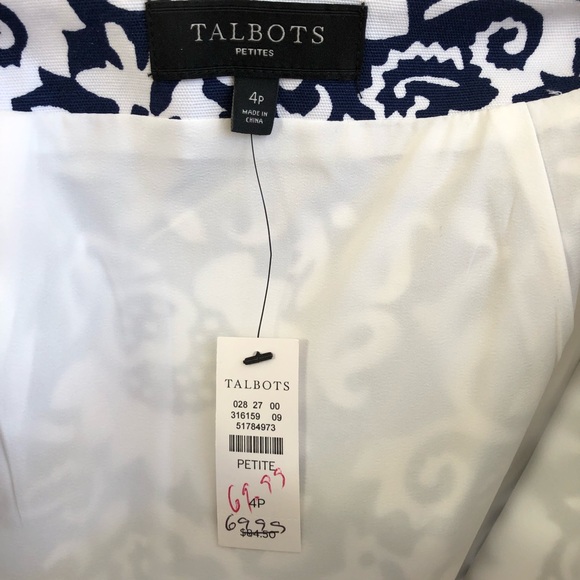 TALBOTS
PETITES
4P
MADE IN
CHINA
TALBOTS
028 27 00
316159 09
51784973
PETITE
69.99
4P
69.99
$84.50